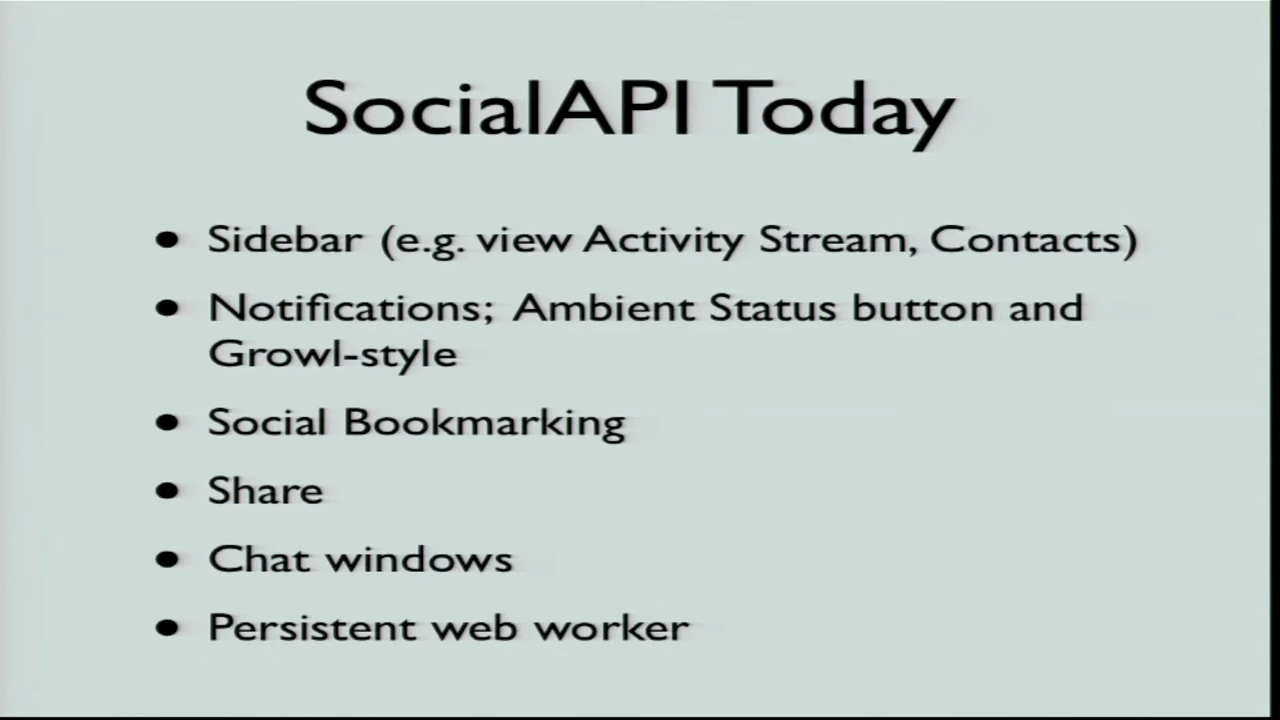 SocialAPI Today
• Sidebar (e.g. view Activity Stream, Contacts)
• Notifications; Ambient Status button and
Growl-style
• Social Bookmarking
• Share
• Chat windows
• Persistent web worker